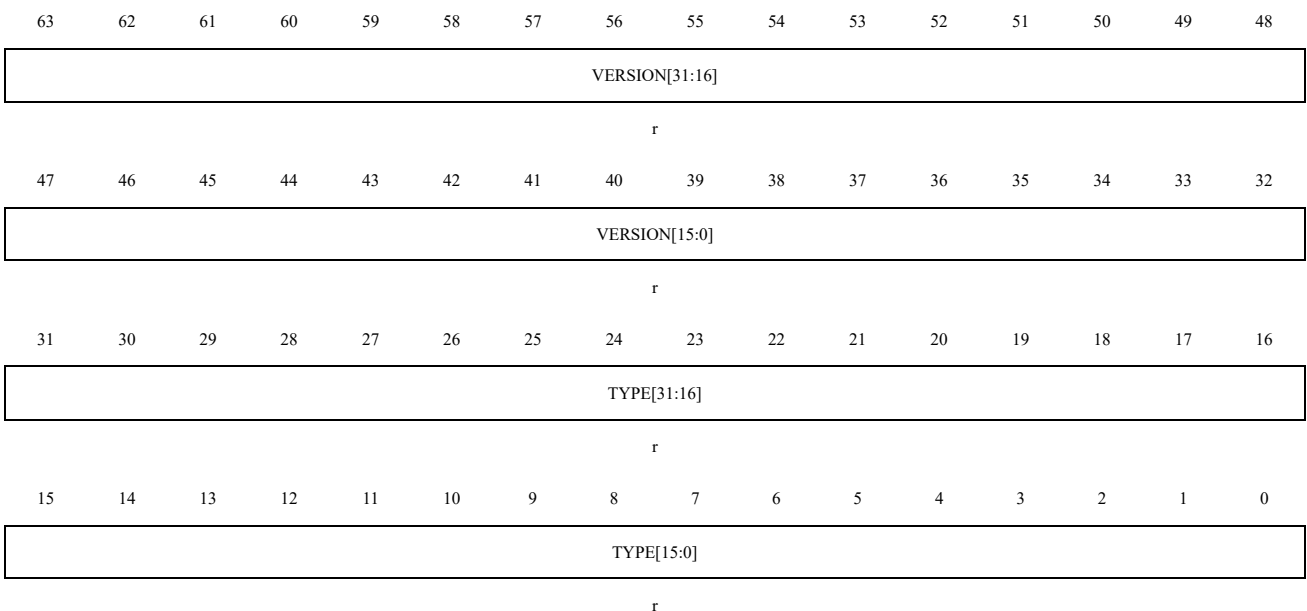 63 62 61 60 59 58 57 56 55 54 53 52 51 50 49 48
VERSION[31:16]
r
47 46 45 44 43 42 41 40 39 38 37 36 35 34 33 32
VERSION[15:0]
r
31 30 29 28 27 26 25 24 23 22 21 20 19 18 17 16
TYPE[31:16]
r
15 14 13 12 11 10 9 8 7 6 5 4 3 2 1 0
TYPE[15:0]
r